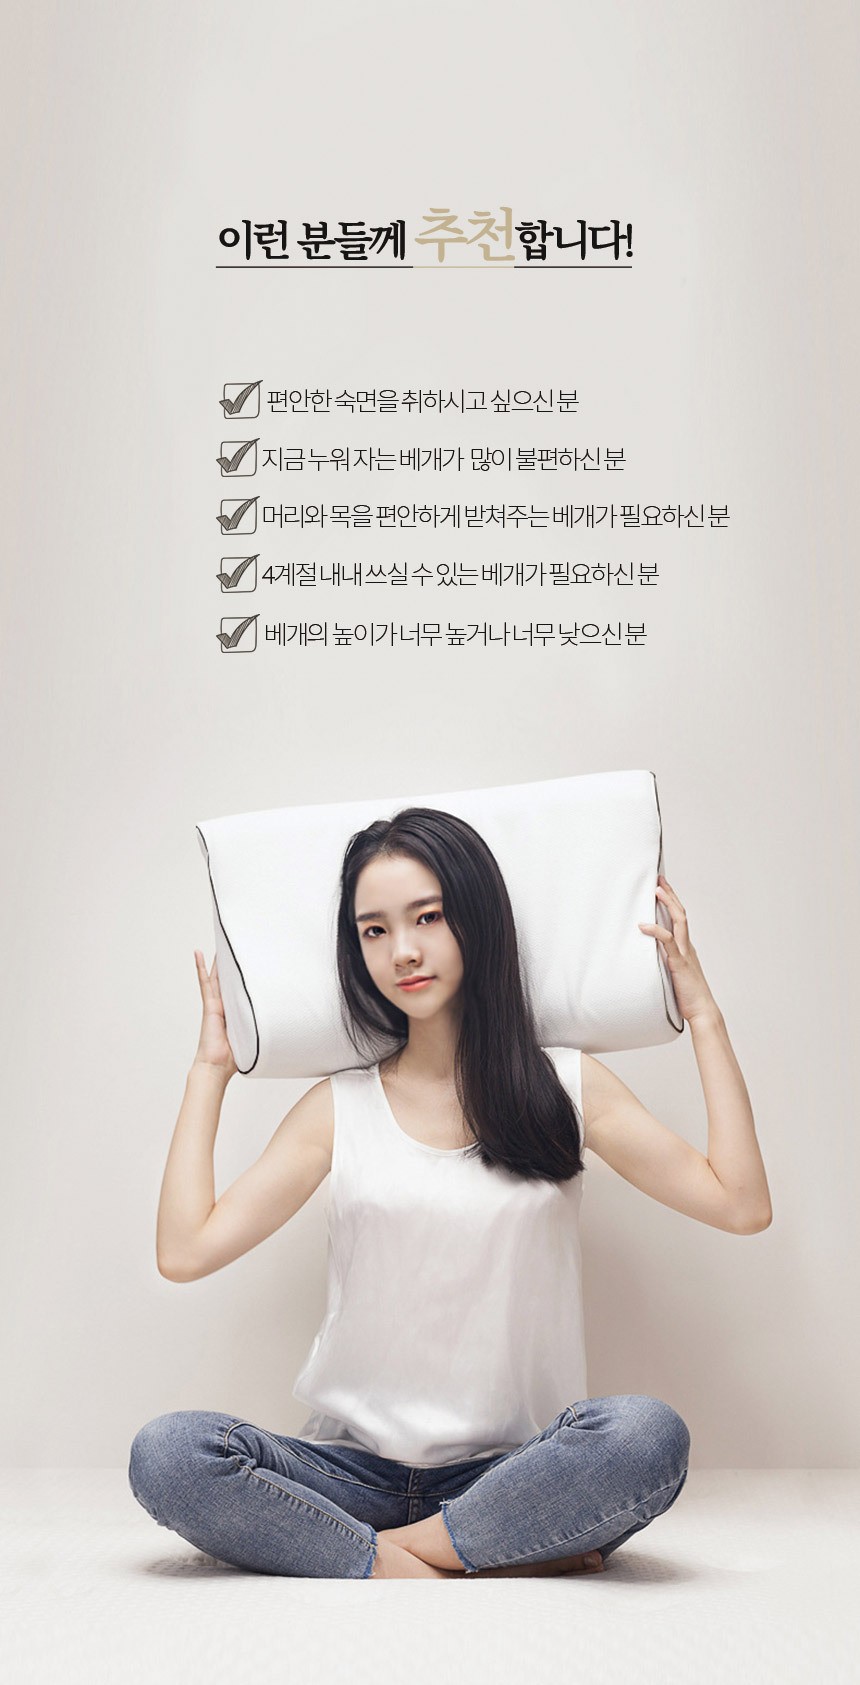 이런 분들께 추천합니다!
편안한 숙면을 취하시고 싶으신 분
지금 누워 자는 베개가 많이 불편하신 분
머리와 목을 편안하게 받쳐주는 베개가 필요하신 분
4계절 내내 쓰실 수 있는 베개가 필요하신 분
베개의 높이가 너무 높거나 너무 낮으신 분